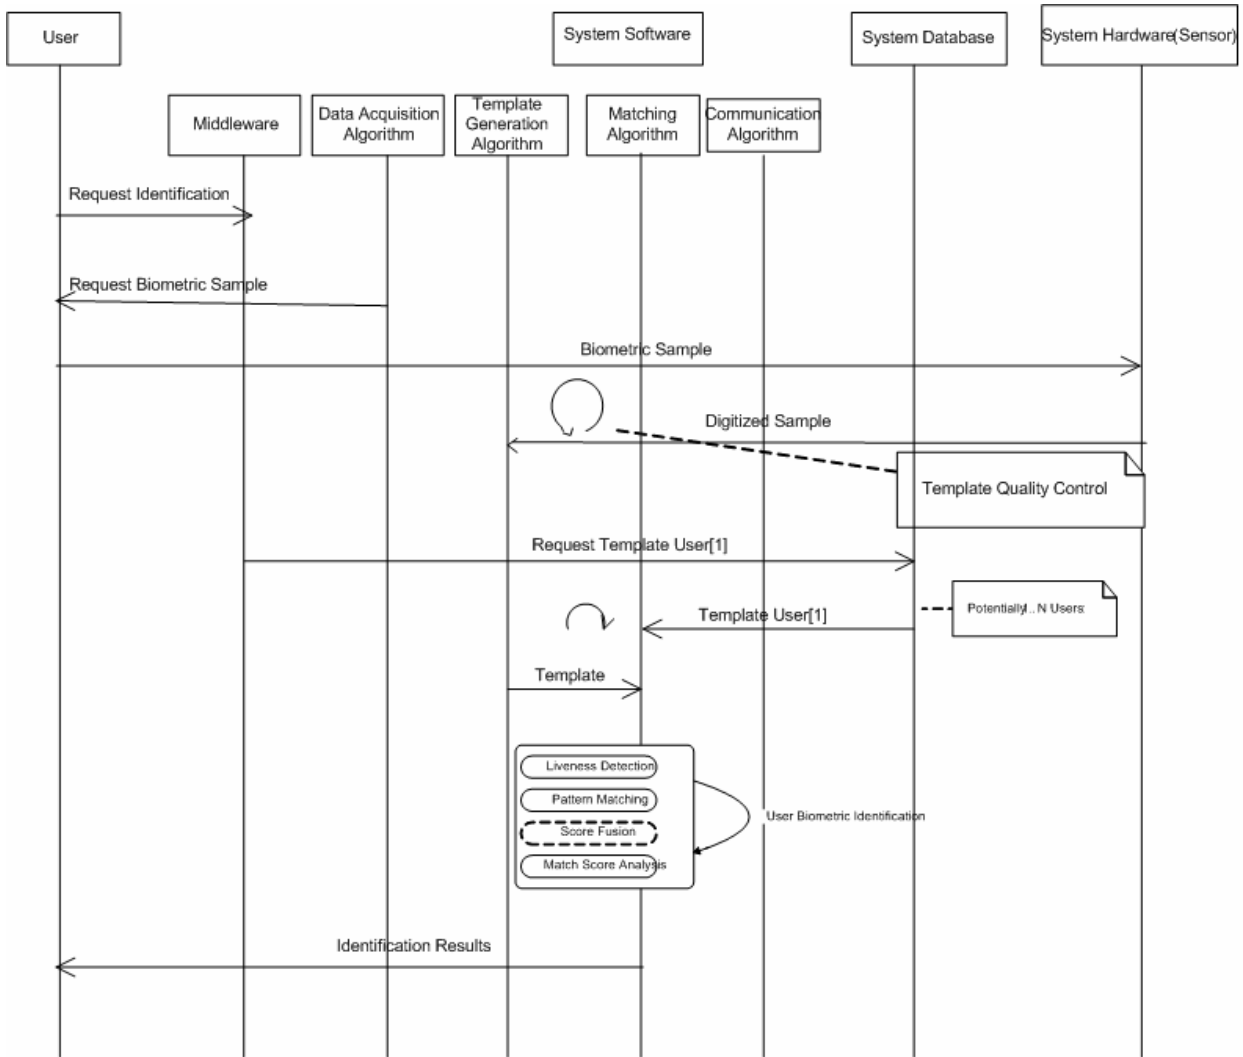 User
System Software
System Database
System Hardware(Sensor)
Middleware
Data Acquisition
Algorithm
Template
Generation
Algorithm
Matching
Algorithm
Communication
Algorithm
Request Identification
Request Biometric Sample
Biometric Sample
Digitized Sample
Template Quality Control
Request Template User[1]
Potentially1..N Users:
Template User[1]
Template
Liveness Detection
Pattern Matching
Score Fusion
Match Score Analysis
User Biometric Identification
Identification Results